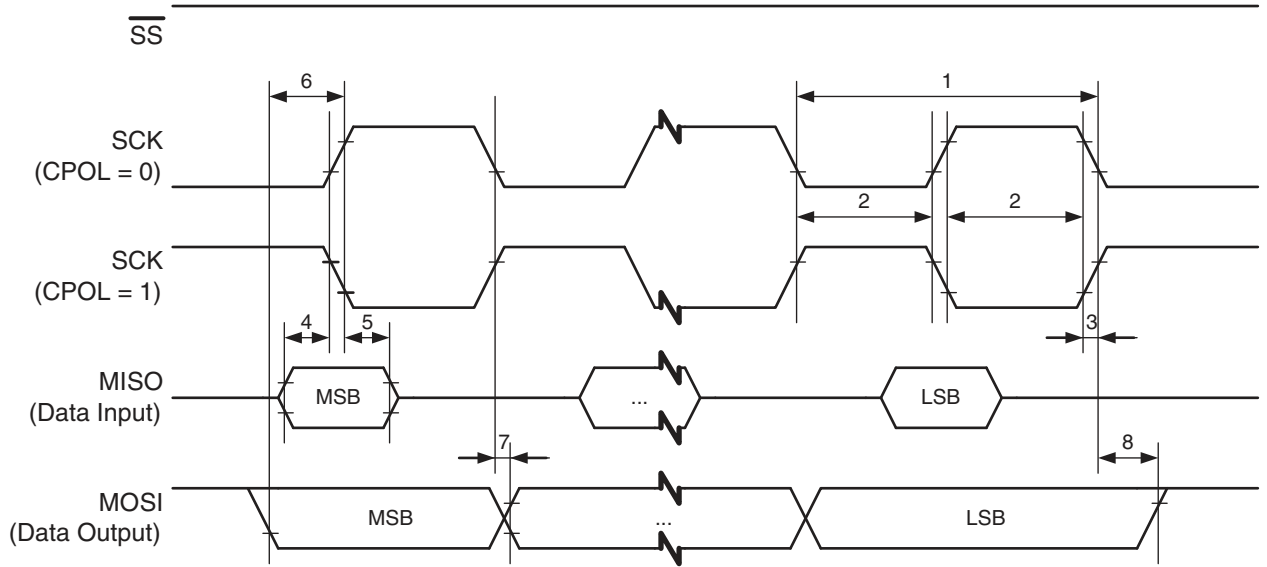 SS
6
1
SCK
(CPOL = 0)
2
2
SCK
(CPOL = 1)
4
5
3
MISO
(Data Input)
MSB
...
LSB
7
8
MOSI
(Data Output)
MSB
...
LSB